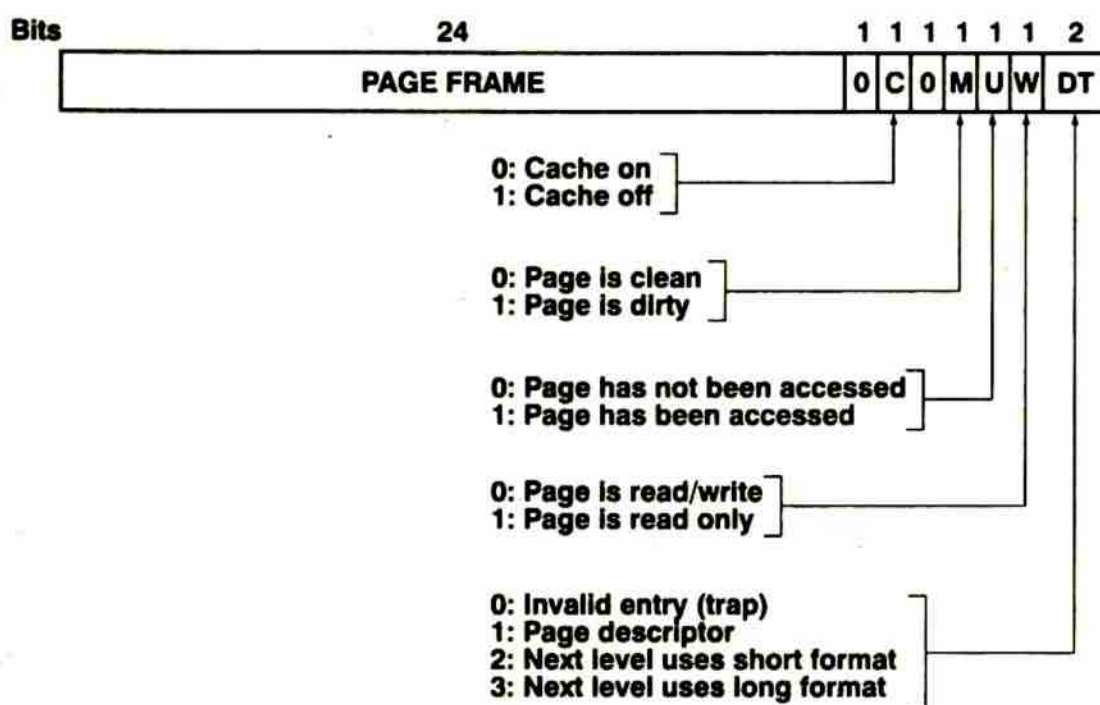 Bits 24 1 1 1 1 1 1 2
PAGE FRAME 0 C 0 M U W DT
0: Cache on
1: Cache off
0: Page is clean
1: Page is dirty
0: Page has not been accessed
1: Page has been accessed
0: Page is read/write
1: Page is read only
0: Invalid entry (trap)
1: Page descriptor
2: Next level uses short format
3: Next level uses long format